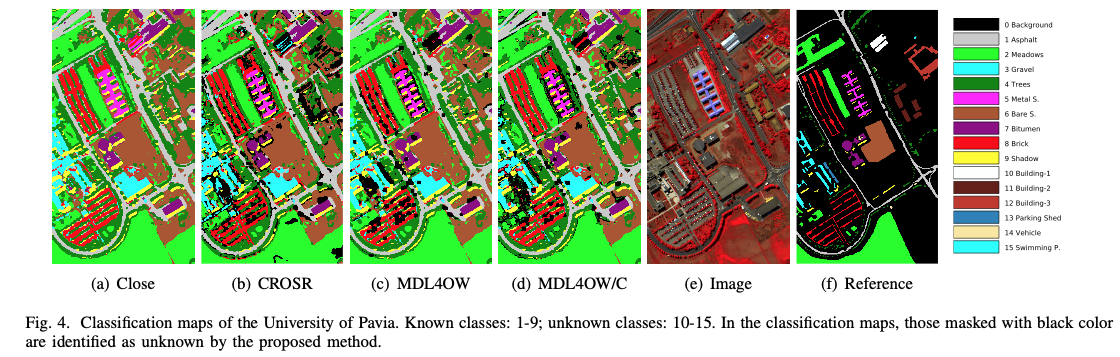 0 Background
1 Asphalt
2 Meadows
3 Gravel
4 Trees
5 Metal S.
6 Bare S.
7 Bitumen
8 Brick
9 Shadow
10 Building-1
11 Building-2
12 Building-3
13 Parking Shed
14 Vehicle
15 Swimming P.
(a) Close (b) CROSR (c) MDL4OW (d) MDL4OW/C (e) Image (f) Reference
Fig. 4. Classification maps of the University of Pavia. Known classes: 1-9; unknown classes: 10-15. In the classification maps, those masked with black color
are identified as unknown by the proposed method.